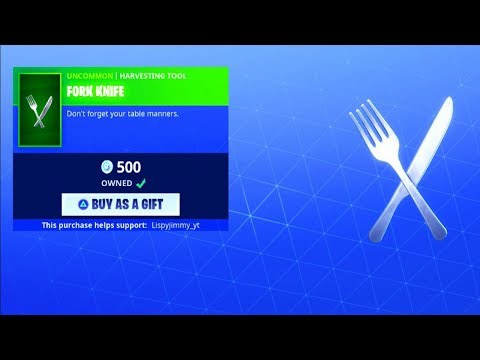 UNCOMMON | HARVESTING TOOL
FORK KNIFE
Don't forget your table manners.
500
OWNED
BUY AS A GIFT
This purchase helps support: Lispyjimmy_yt